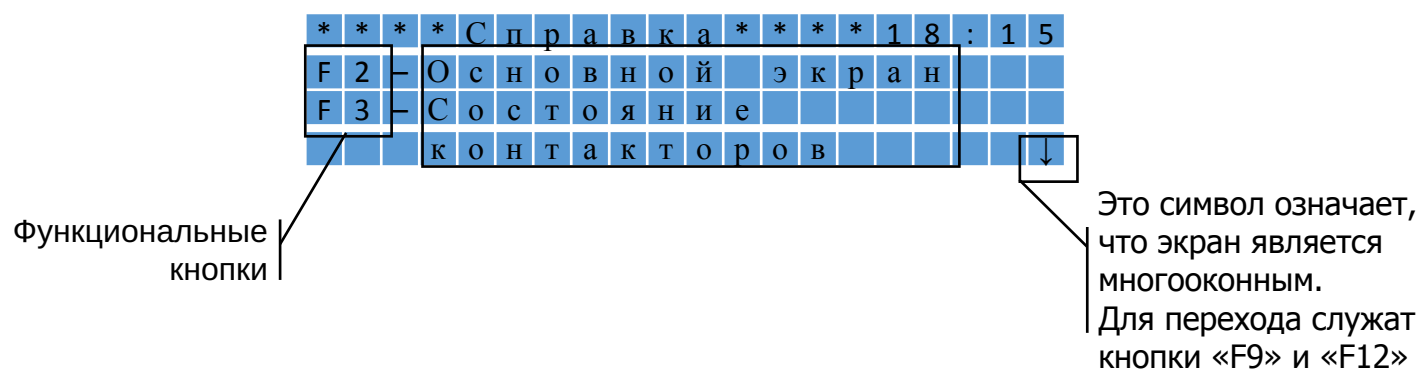 ****Справка****18:15
F2–Основной экран
F3–Состояние
контакторов ↓
Функциональные
кнопки
Это символ означает,
что экран является
многооконным.
Для перехода служат
кнопки «F9» и «F12»